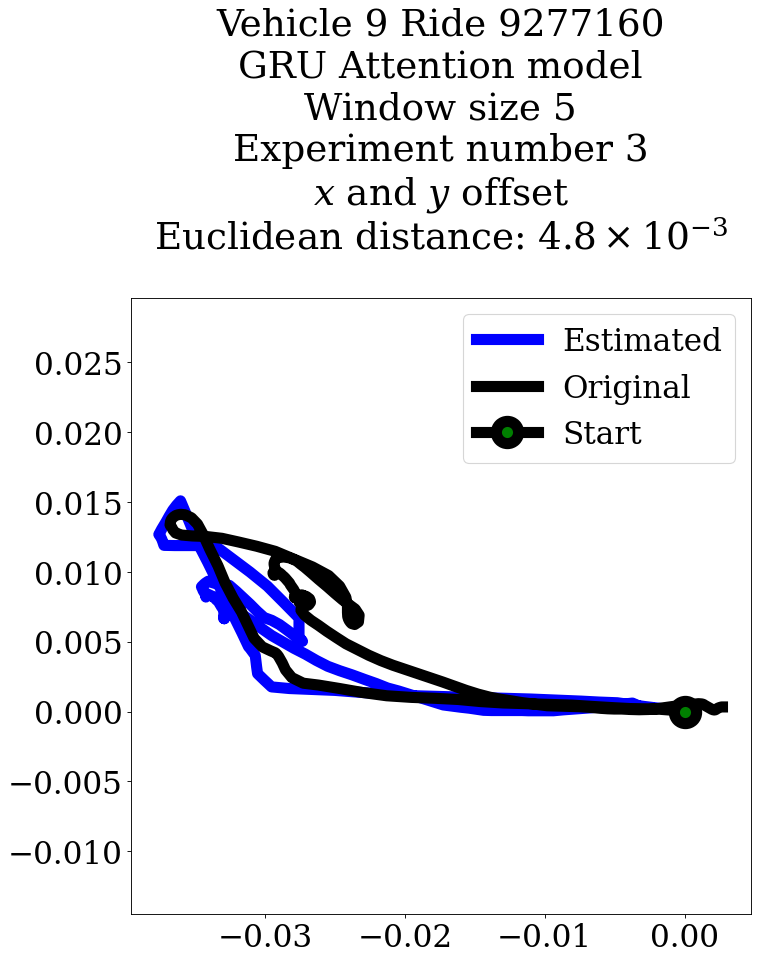 Vehicle 9 Ride 9277160
GRU Attention model
Window size 5
Experiment number 3
x and y offset
Euclidean distance: 4.8 × 10⁻³
Estimated
Original
Start
0.025
0.020
0.015
0.010
0.005
0.000
−0.005
−0.010
−0.03 −0.02 −0.01 0.00